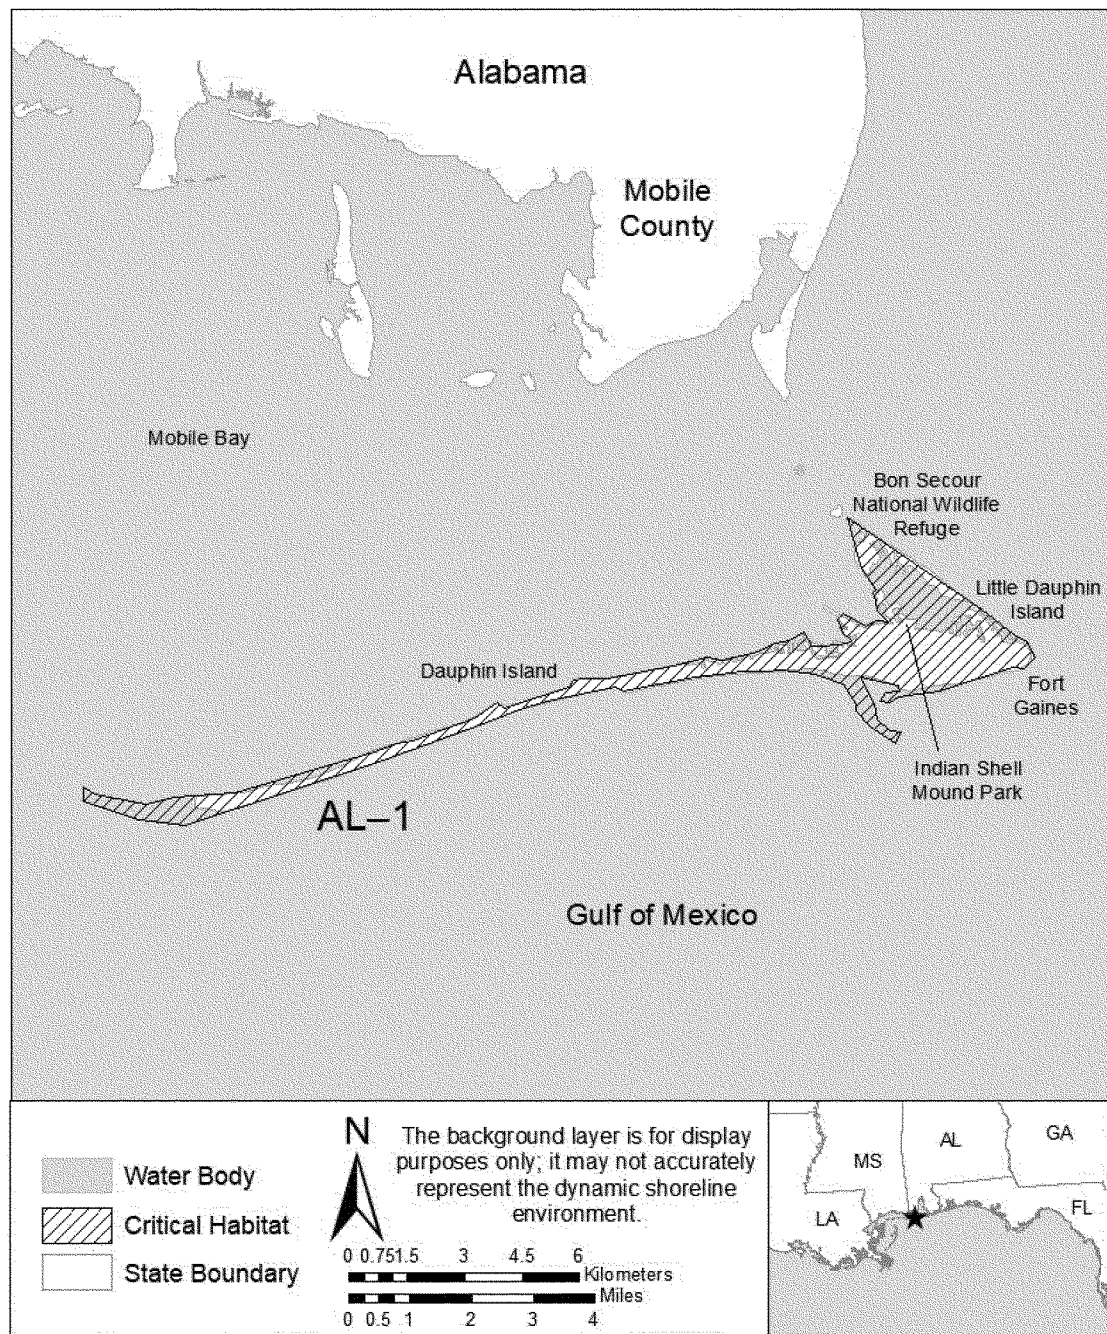 Alabama
Mobile
County
Mobile Bay
Bon Secour
National Wildlife
Refuge
Little Dauphin
Island
Dauphin Island
Fort
Gaines
Indian Shell
Mound Park
AL–1
Gulf of Mexico
Water Body
Critical Habitat
State Boundary
N
The background layer is for display
purposes only; it may not accurately
represent the dynamic shoreline
environment.
0 0.75 1.5 3 4.5 6
Kilometers
Miles
0 0.5 1 2 3 4
MS
AL
GA
LA
FL